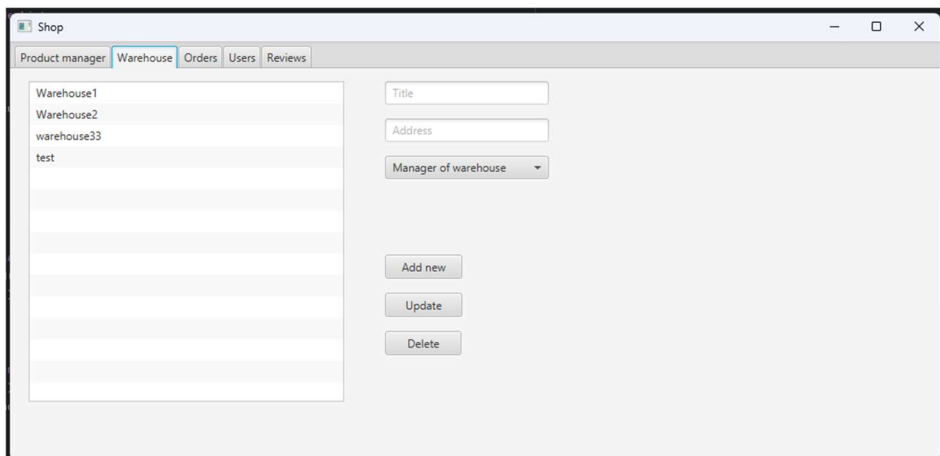 Shop
Product manager Warehouse Orders Users Reviews
Warehouse1
Warehouse2
warehouse33
test
Title
Address
Manager of warehouse
Add new
Update
Delete